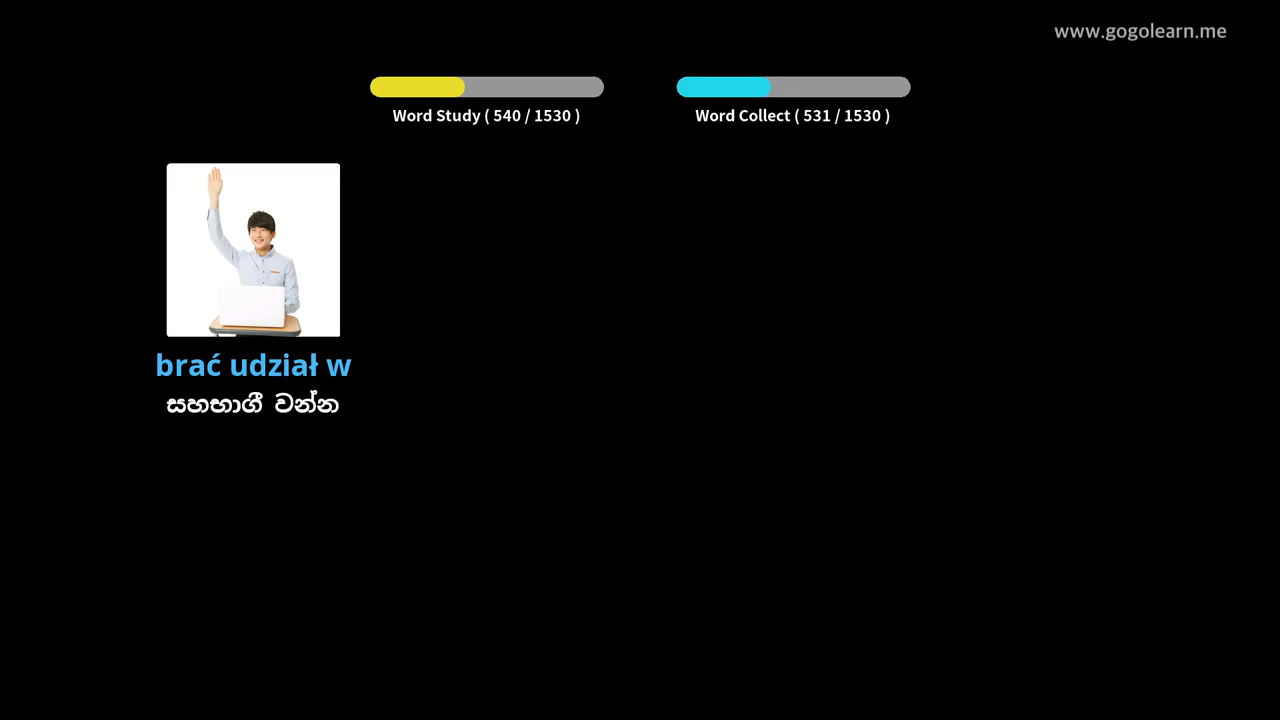 www.gogolearn.me
Word Study ( 540 / 1530 )
Word Collect ( 531 / 1530 )
brać udział w
සහභාගී වන්න